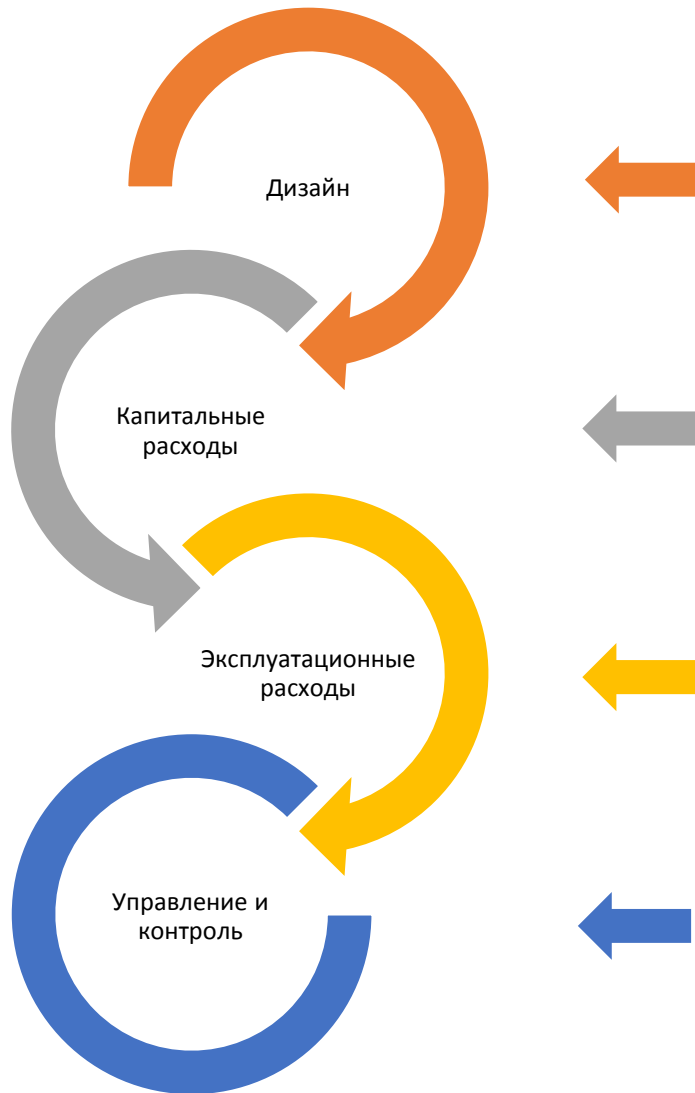 Дизайн
Капитальные
расходы
Эксплуатационные
расходы
Управление и
контроль